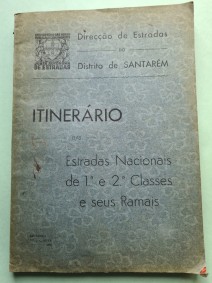 Direcção de Estradas
do
Distrito de SANTARÉM
ITINERÁRIO
DAS
Estradas Nacionais
de 1.ª e 2.ª Classes
e seus Ramais